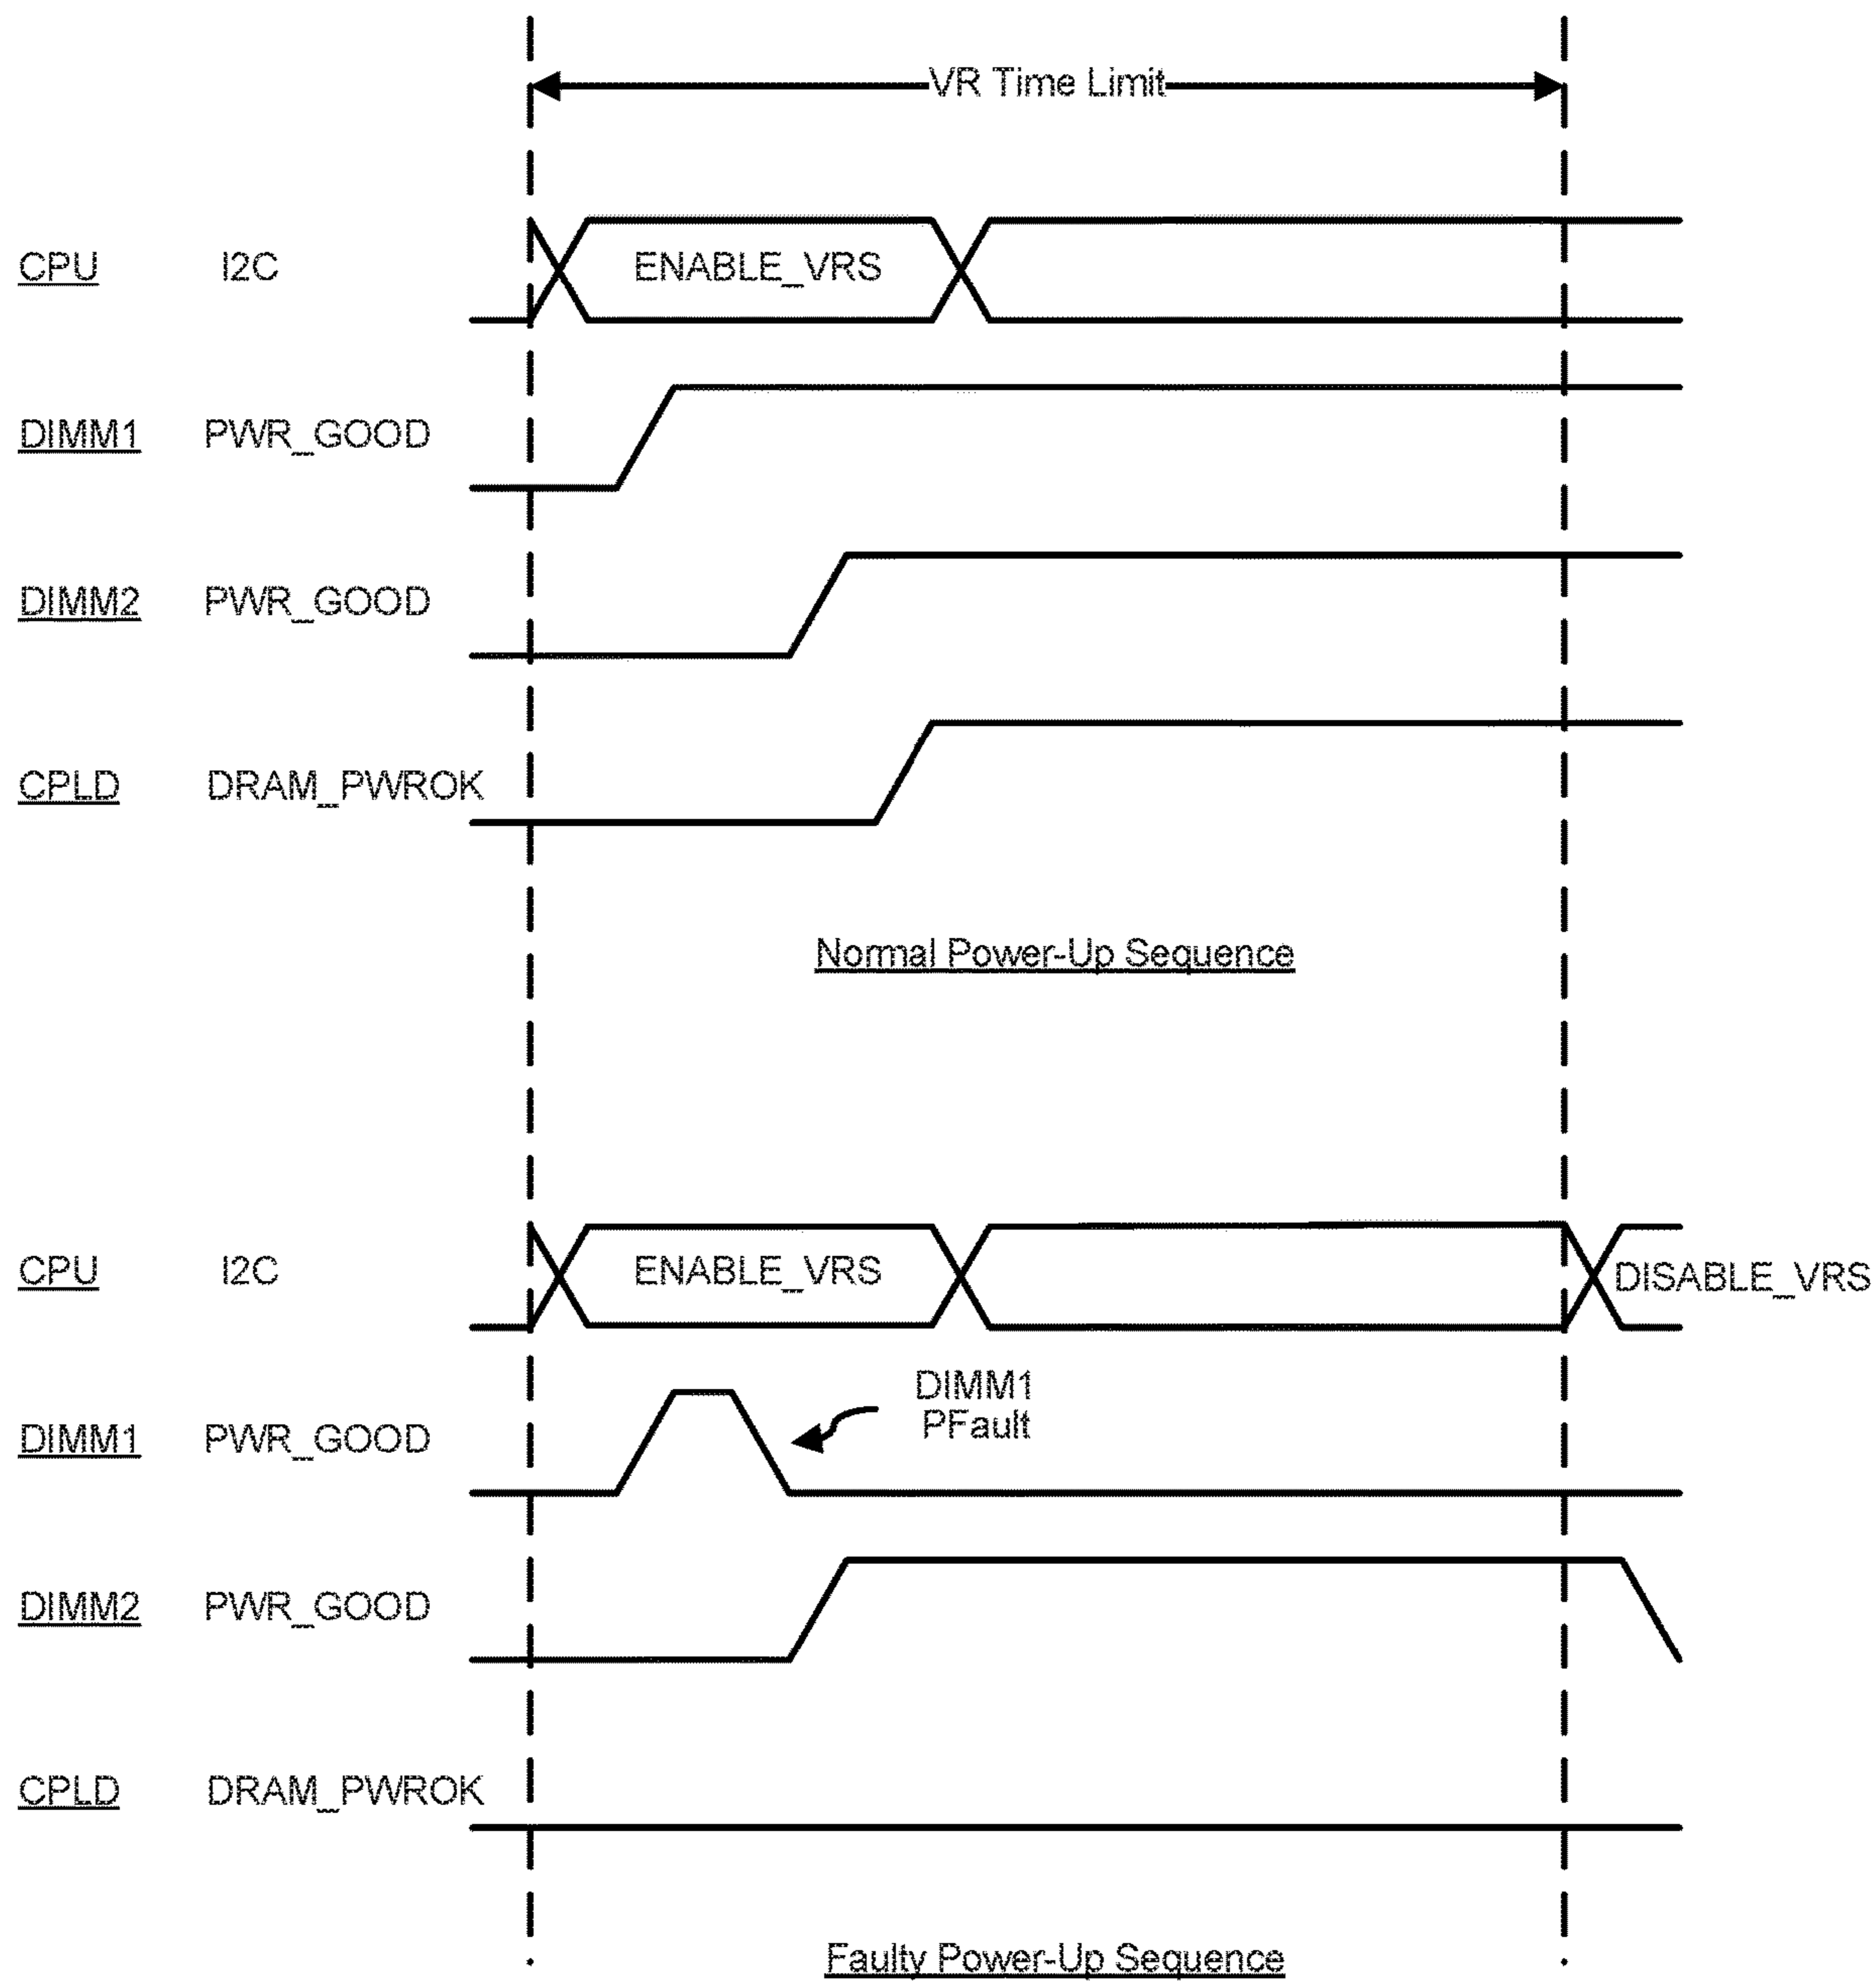 VR Time Limit
CPU I2C ENABLE_VRS
DIMM1 PWR_GOOD
DIMM2 PWR_GOOD
CPLD DRAM_PWROK
Normal Power-Up Sequence
CPU I2C ENABLE_VRS DISABLE_VRS
DIMM1
PFault
DIMM1 PWR_GOOD
DIMM2 PWR_GOOD
CPLD DRAM_PWROK
Faulty Power-Up Sequence